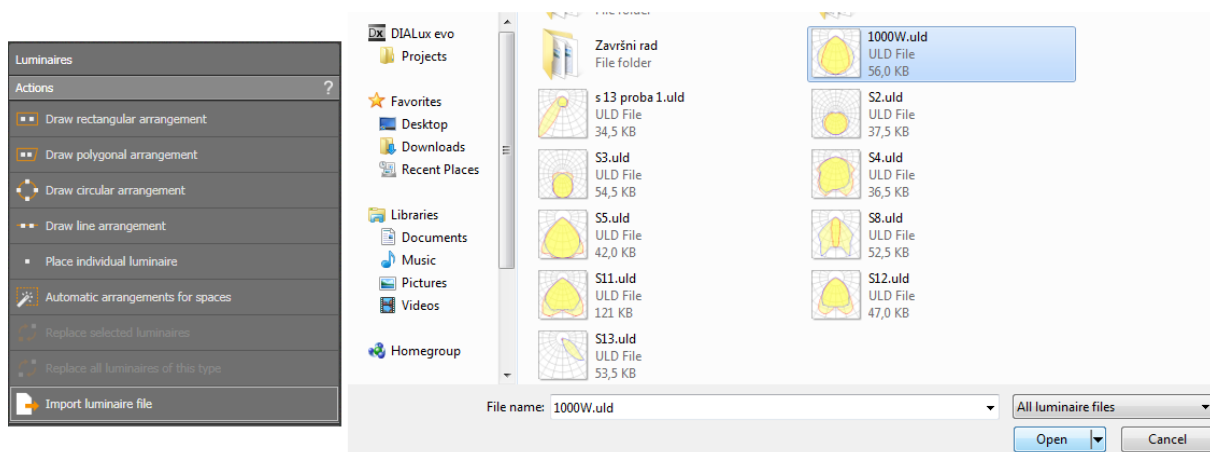 Luminaires
Actions ?
Draw rectangular arrangement
Draw polygonal arrangement
Draw circular arrangement
Draw line arrangement
Place individual luminaire
Automatic arrangements for spaces
Replace selected luminaires
Replace all luminaires of this type
Import luminaire file
DIALux evo
Projects
Favorites
Desktop
Downloads
Recent Places
Libraries
Documents
Music
Pictures
Videos
Homegroup
File folder
Završni rad
File folder
1000W.uld
ULD File
56,0 KB
s 13 proba 1.uld
ULD File
34,5 KB
S2.uld
ULD File
37,5 KB
S3.uld
ULD File
54,5 KB
S4.uld
ULD File
36,5 KB
S5.uld
ULD File
42,0 KB
S8.uld
ULD File
52,5 KB
S11.uld
ULD File
121 KB
S12.uld
ULD File
47,0 KB
S13.uld
ULD File
53,5 KB
File name: 1000W.uld
All luminaire files
Open
Cancel